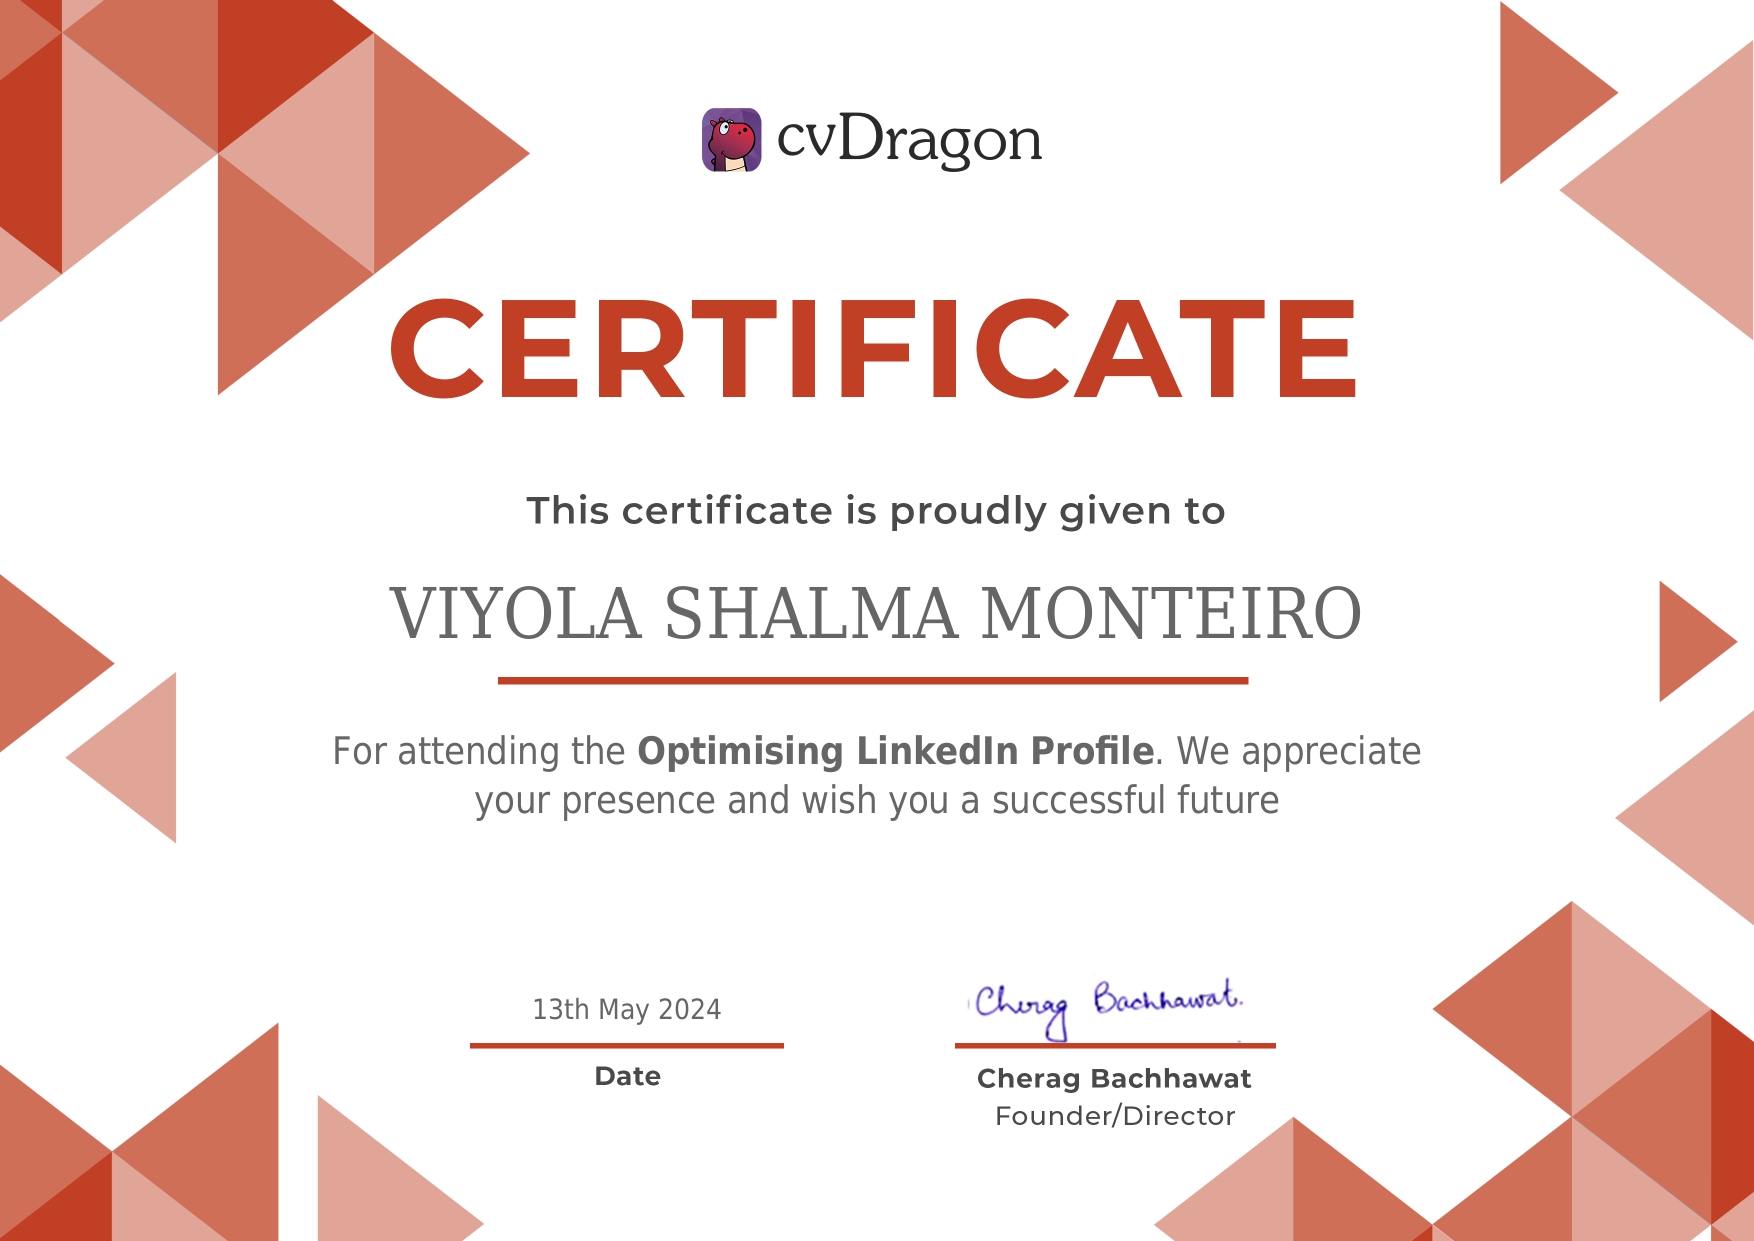 cvDragon
CERTIFICATE
This certificate is proudly given to
VIYOLA SHALMA MONTEIRO
For attending the Optimising LinkedIn Profile. We appreciate
your presence and wish you a successful future
13th May 2024
Date
Cherag Bachhawat.
Cherag Bachhawat
Founder/Director